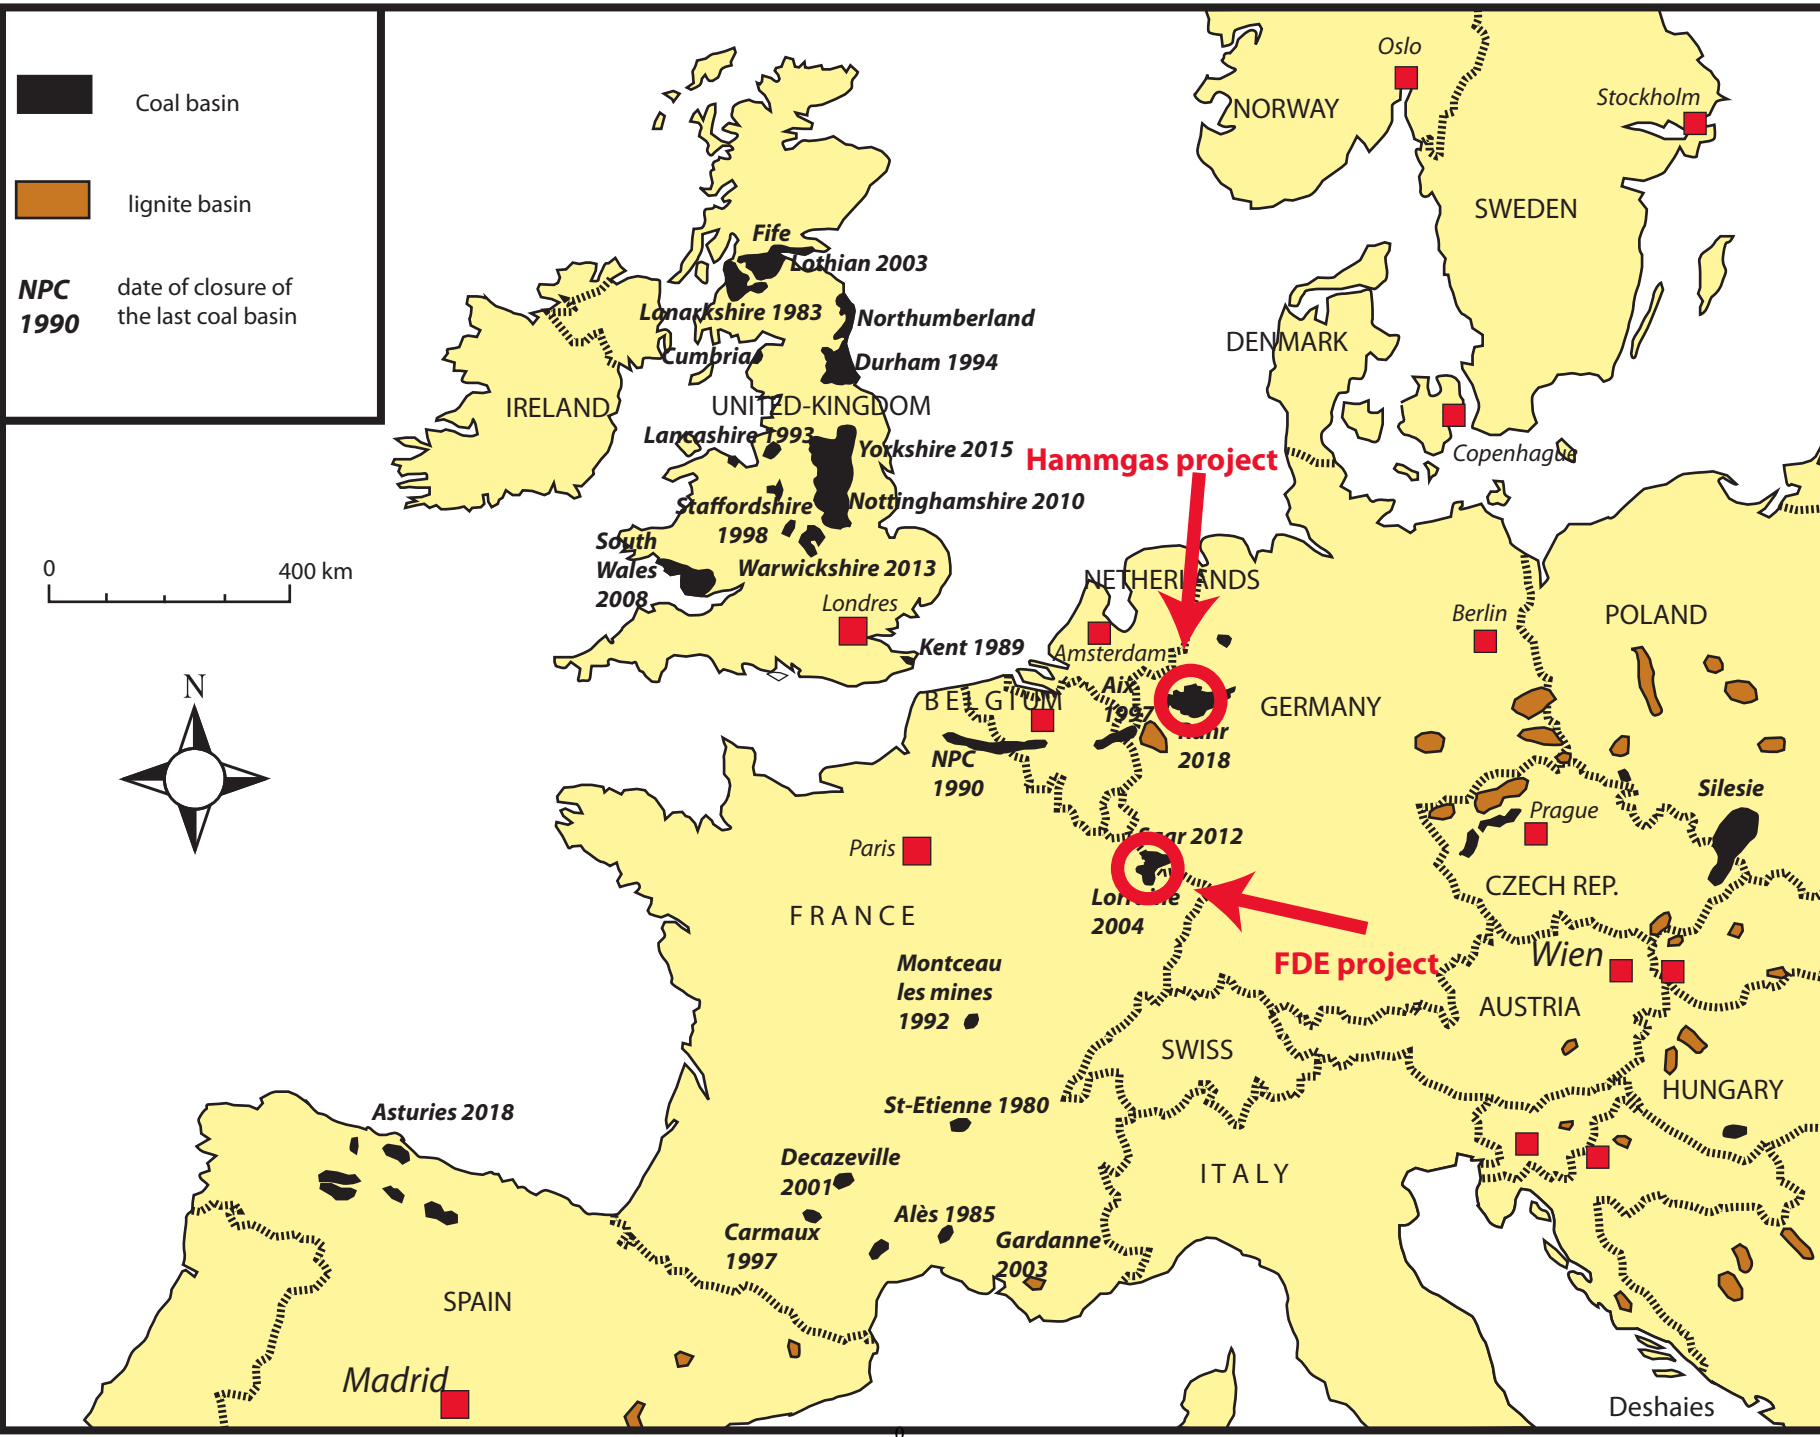 Coal basin
lignite basin
NPC
1990
date of closure of
the last coal basin
0
400 km
N
Oslo
Stockholm
NORWAY
SWEDEN
DENMARK
Copenhague
Fife
Lothian 2003
Lanarkshire 1983
Northumberland
Cumbria
Durham 1994
IRELAND
UNITED-KINGDOM
Lancashire 1993
Yorkshire 2015
Hammgas project
Staffordshire
1998
Nottinghamshire 2010
South
Wales
2008
Warwickshire 2013
Londres
Kent 1989
NETHERLANDS
Amsterdam
Berlin
POLAND
BELGIUM
Aix
1997
GERMANY
Ruhr
2018
NPC
1990
Silesie
Prague
Paris
Saar 2012
CZECH REP.
Lorraine
2004
FRANCE
FDE project
Wien
AUSTRIA
Montceau
les mines
1992
SWISS
HUNGARY
Asturies 2018
St-Etienne 1980
Decazeville
2001
ITALY
Carmaux
1997
Alès 1985
Gardanne
2003
SPAIN
Madrid
Deshaies
0